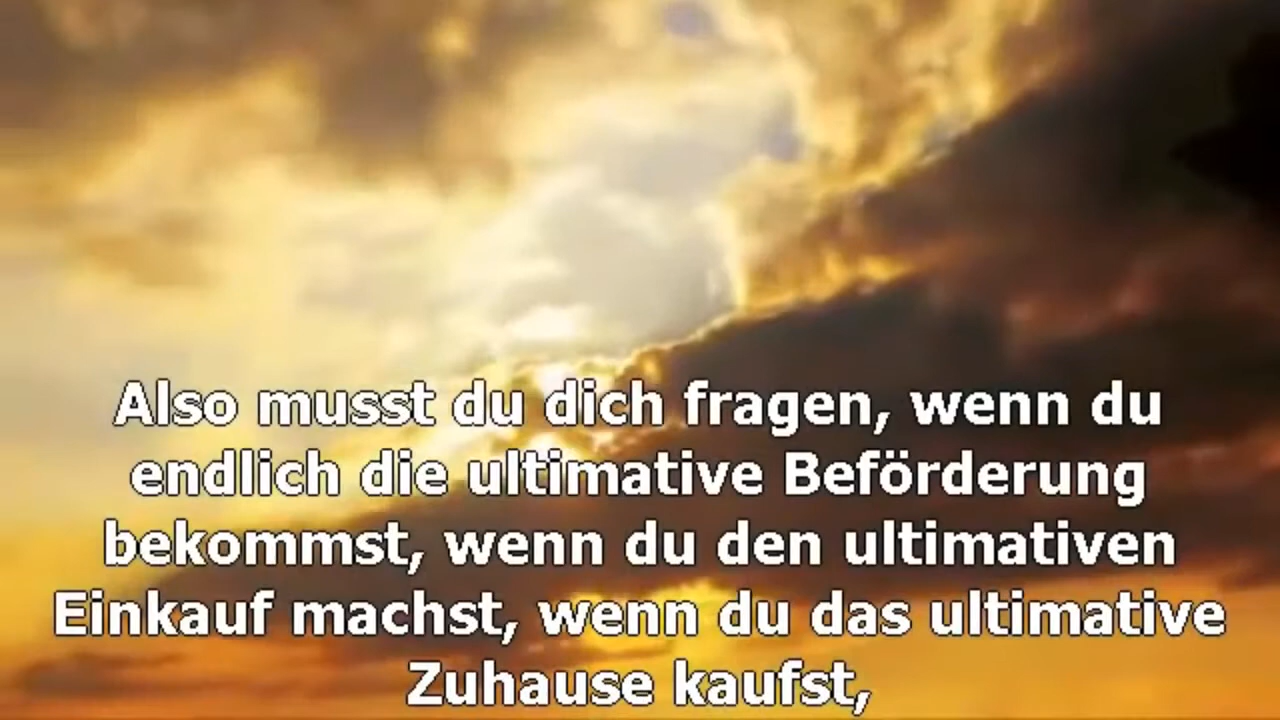 Also musst du dich fragen, wenn du
endlich die ultimative Beförderung
bekommst, wenn du den ultimativen
Einkauf machst, wenn du das ultimative
Zuhause kaufst,